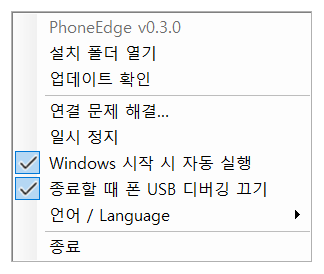 PhoneEdge v0.3.0
설치 폴더 열기
업데이트 확인
연결 문제 해결...
일시 정지
Windows 시작 시 자동 실행
종료할 때 폰 USB 디버깅 끄기
언어 / Language
종료